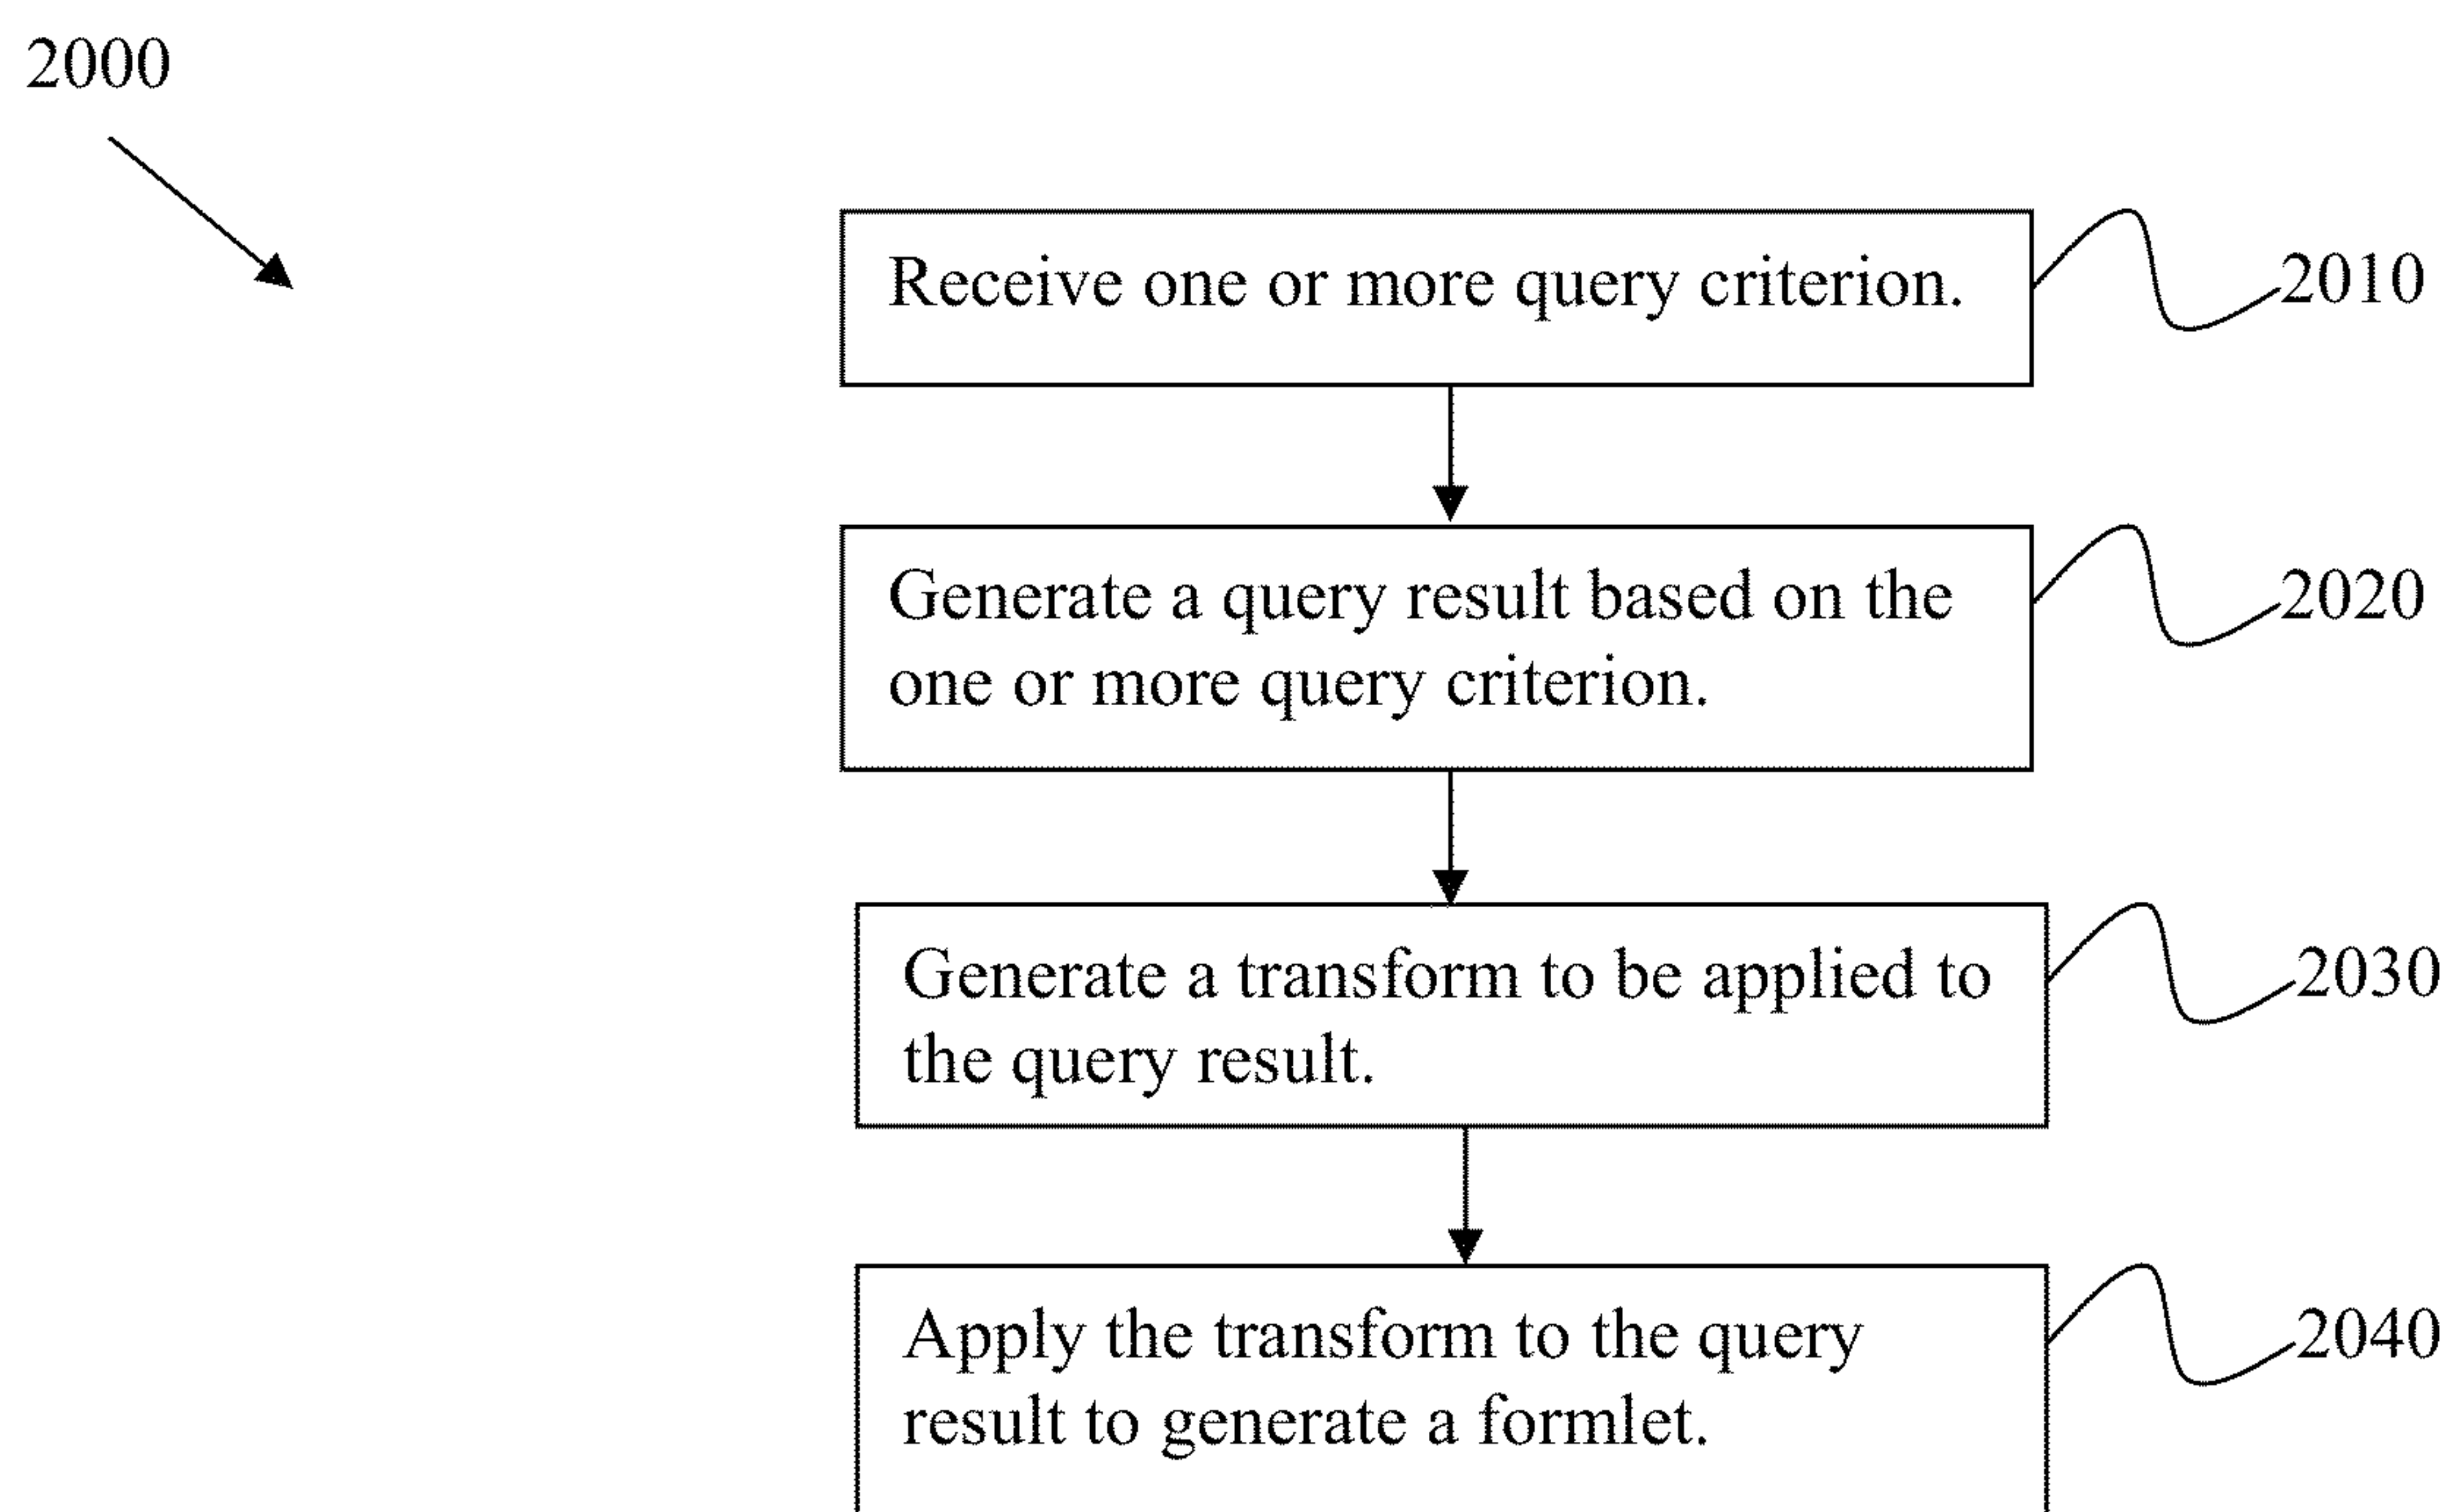 2000
Receive one or more query criterion.
2010
Generate a query result based on the
one or more query criterion.
2020
Generate a transform to be applied to
the query result.
2030
Apply the transform to the query
result to generate a formlet.
2040